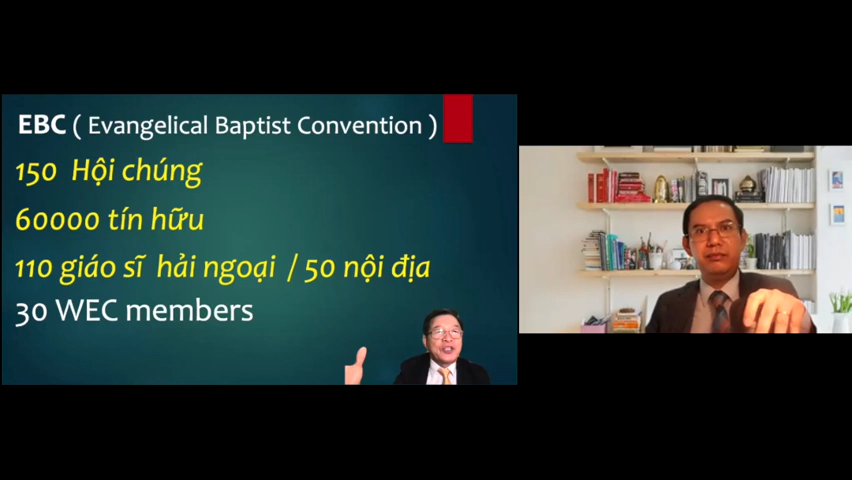 EBC ( Evangelical Baptist Convention )
150 Hội chúng
60000 tín hữu
110 giáo sĩ hải ngoại / 50 nội địa
30 WEC members